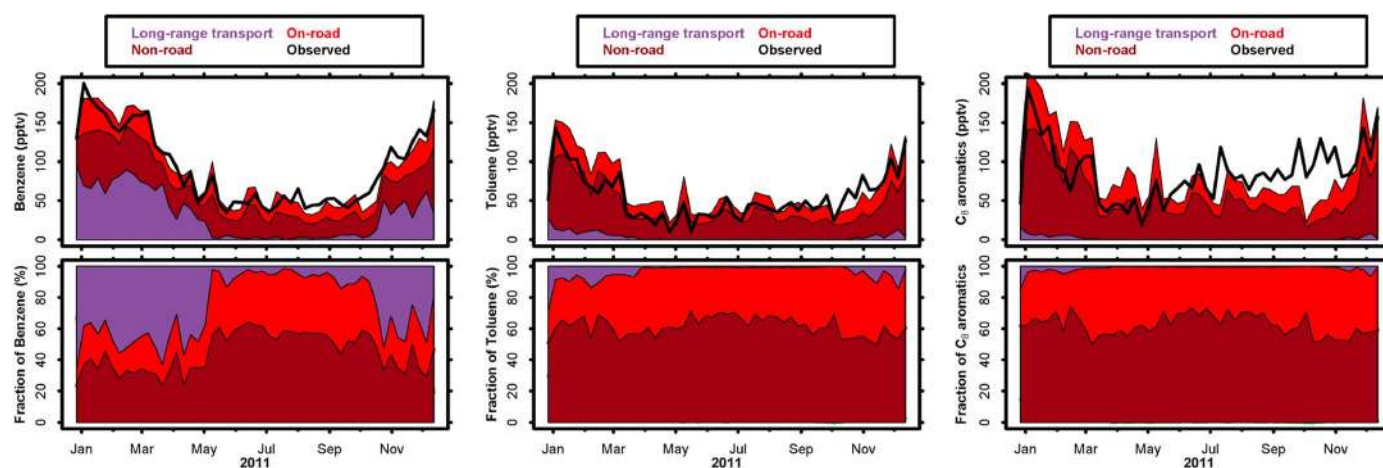 Long-range transport On-road
Non-road Observed
Long-range transport On-road
Non-road Observed
Long-range transport On-road
Non-road Observed
Benzene (pptv)
0 50 100 150 200
Toluene (pptv)
0 50 100 150 200
C8 aromatics (pptv)
0 50 100 150 200
Fraction of Benzene (%)
0 20 40 60 80 100
Fraction of Toluene (%)
0 20 40 60 80 100
Fraction of C8 aromatics
0 20 40 60 80 100
Jan Mar May Jul Sep Nov
2011
Jan Mar May Jul Sep Nov
2011
Jan Mar May Jul Sep Nov
2011